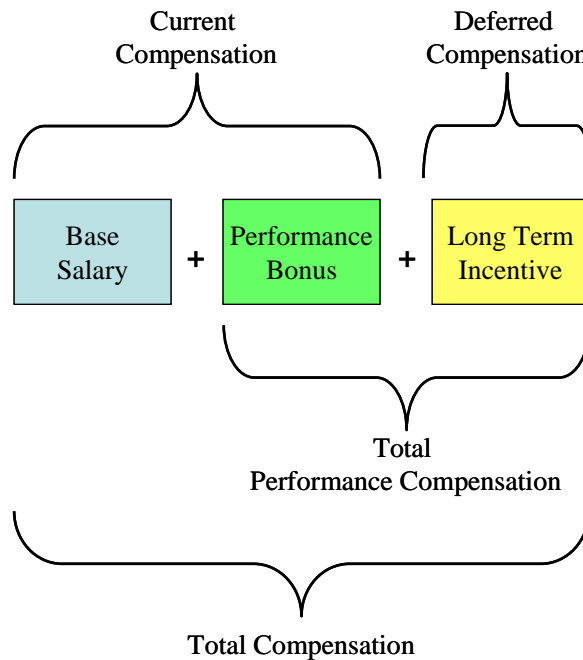 Current
Compensation
Deferred
Compensation
Base
Salary
+
Performance
Bonus
+
Long Term
Incentive
Total
Performance Compensation
Total Compensation